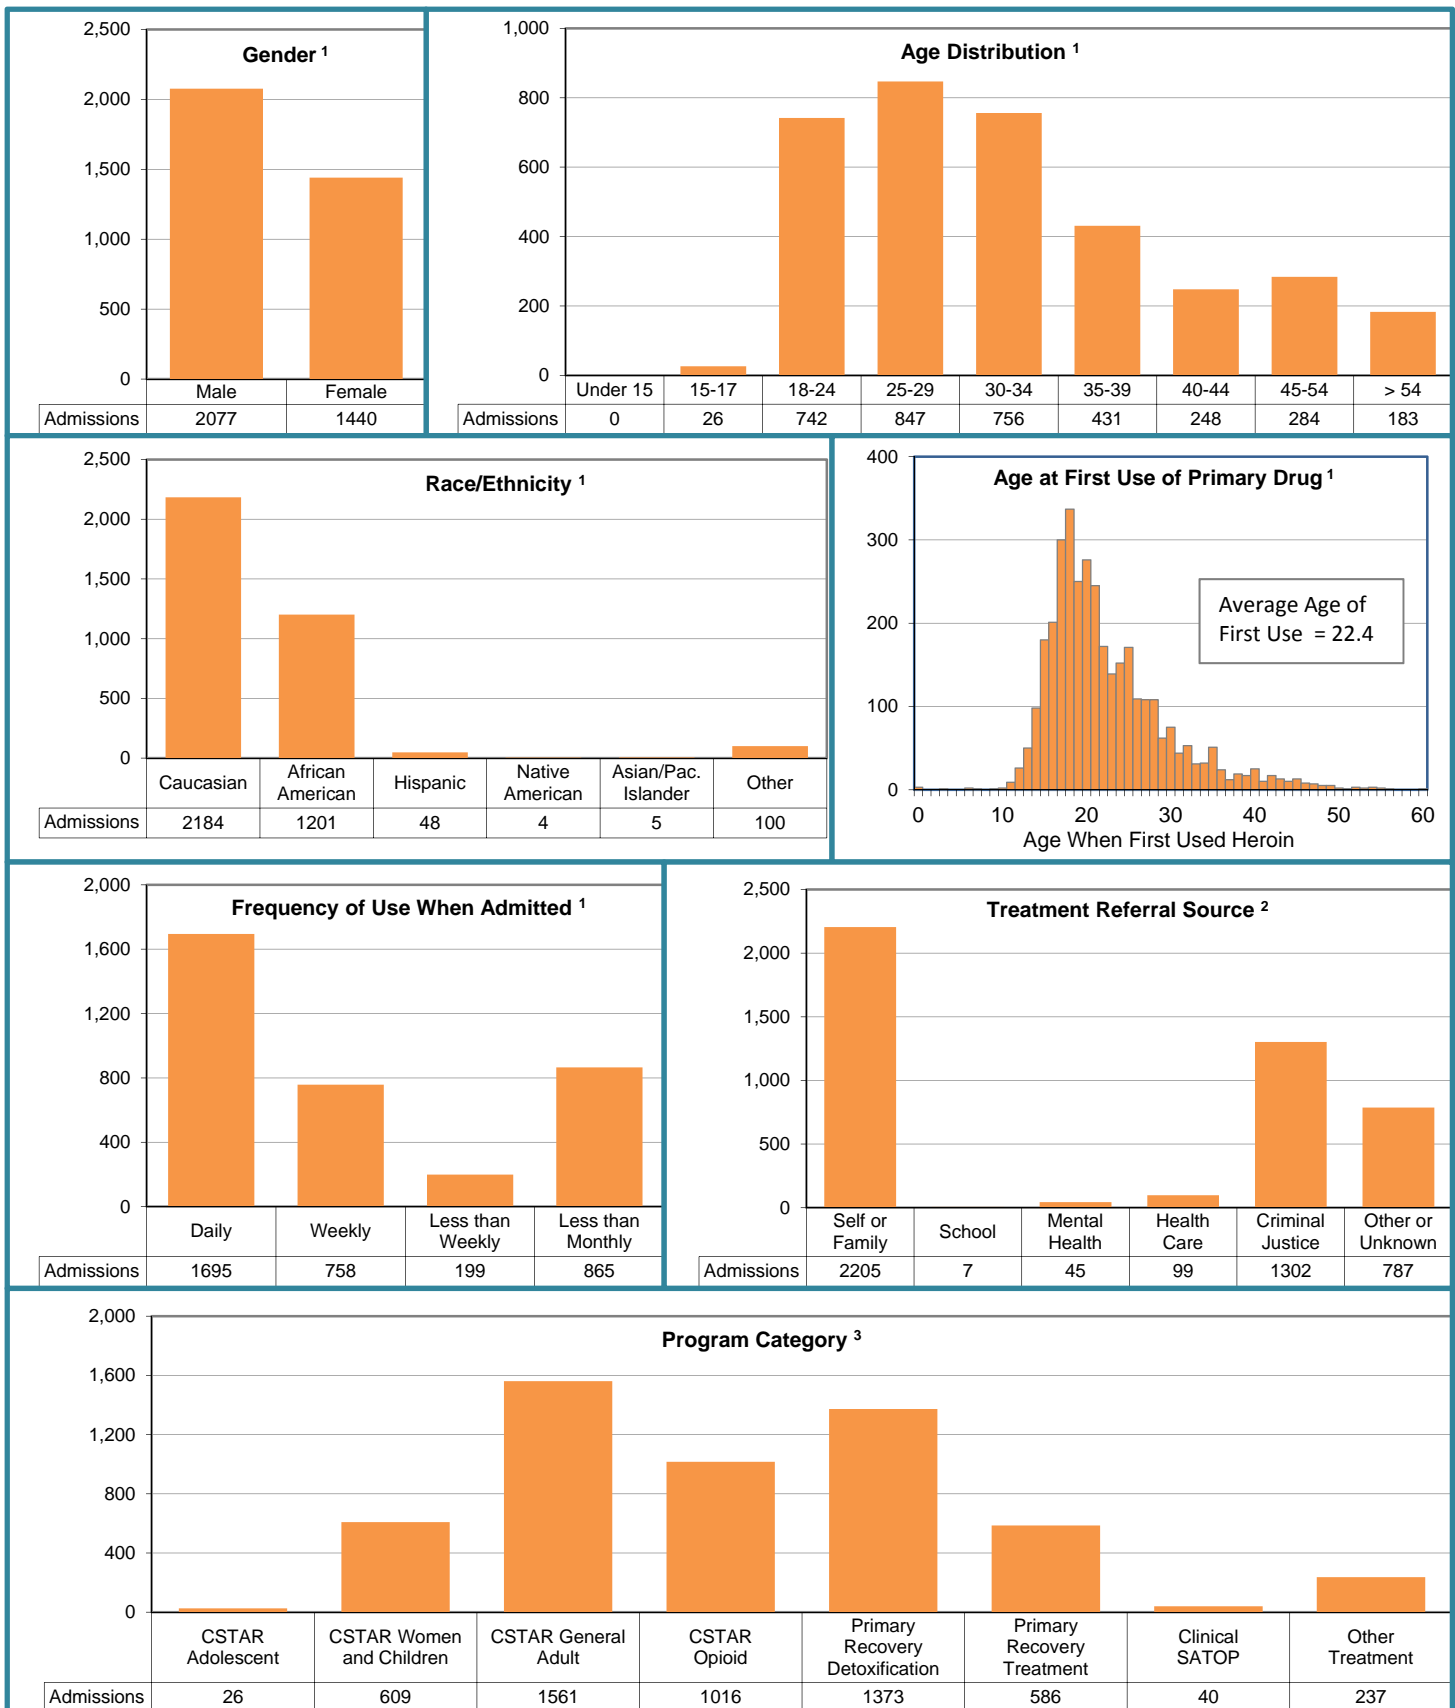 Gender 1
2,500
2,000
1,500
1,000
500
0
Male Female
Admissions 2077 1440
Age Distribution 1
1,000
800
600
400
200
0
Under 15 15-17 18-24 25-29 30-34 35-39 40-44 45-54 > 54
Admissions 0 26 742 847 756 431 248 284 183
Race/Ethnicity 1
2,500
2,000
1,500
1,000
500
0
Caucasian African American Hispanic Native American Asian/Pac. Islander Other
Admissions 2184 1201 48 4 5 100
Age at First Use of Primary Drug 1
400
300
200
100
0
Average Age of
First Use = 22.4
0 10 20 30 40 50 60
Age When First Used Heroin
Frequency of Use When Admitted 1
2,000
1,600
1,200
800
400
0
Daily Weekly Less than Weekly Less than Monthly
Admissions 1695 758 199 865
Treatment Referral Source 2
2,500
2,000
1,500
1,000
500
0
Self or Family School Mental Health Health Care Criminal Justice Other or Unknown
Admissions 2205 7 45 99 1302 787
Program Category 3
2,000
1,600
1,200
800
400
0
CSTAR Adolescent CSTAR Women and Children CSTAR General Adult CSTAR Opioid Primary Recovery Detoxification Primary Recovery Treatment Clinical SATOP Other Treatment
Admissions 26 609 1561 1016 1373 586 40 237